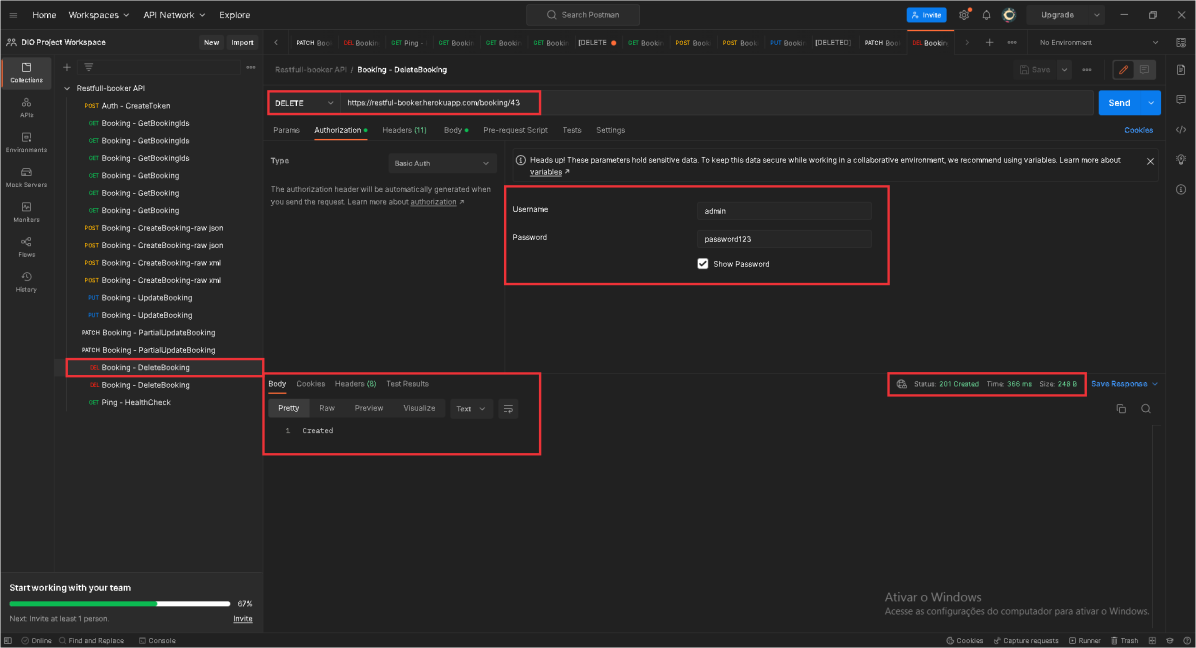 Home Workspaces API Network Explore Search Postman Invite Upgrade
DIO Project Workspace New Import PATCH Boo DEL Bookin GET Ping - GET Bookin GET Bookin GET Bookin [DELETE GET Bookin POST Book POST Book PUT Bookin [DELETED] PATCH Boo DEL Bookin No Environment
Restfull-booker API / Booking - DeleteBooking Save
Collections
APIs
Environments
Mock Servers
Monitors
Flows
History
Restfull-booker API
POST Auth - CreateToken
GET Booking - GetBookingIds
GET Booking - GetBookingIds
GET Booking - GetBookingIds
GET Booking - GetBooking
GET Booking - GetBooking
GET Booking - GetBooking
POST Booking - CreateBooking-raw json
POST Booking - CreateBooking-raw json
POST Booking - CreateBooking-raw xml
POST Booking - CreateBooking-raw xml
PUT Booking - UpdateBooking
PUT Booking - UpdateBooking
PATCH Booking - PartialUpdateBooking
PATCH Booking - PartialUpdateBooking
DEL Booking - DeleteBooking
DEL Booking - DeleteBooking
GET Ping - HealthCheck
DELETE https://restful-booker.herokuapp.com/booking/43 Send
Params Authorization Headers (11) Body Pre-request Script Tests Settings Cookies
Type Basic Auth
The authorization header will be automatically generated when
you send the request. Learn more about authorization
Heads up! These parameters hold sensitive data. To keep this data secure while working in a collaborative environment, we recommend using variables. Learn more about
variables
Username admin
Password password123
Show Password
Body Cookies Headers (8) Test Results Status: 201 Created Time: 366 ms Size: 248 B Save Response
Pretty Raw Preview Visualize Text
1 Created
Start working with your team
67%
Next: Invite at least 1 person. Invite
Ativar o Windows
Acesse as configurações do computador para ativar o Windows.
Online Find and Replace Console Cookies Capture requests Runner Trash